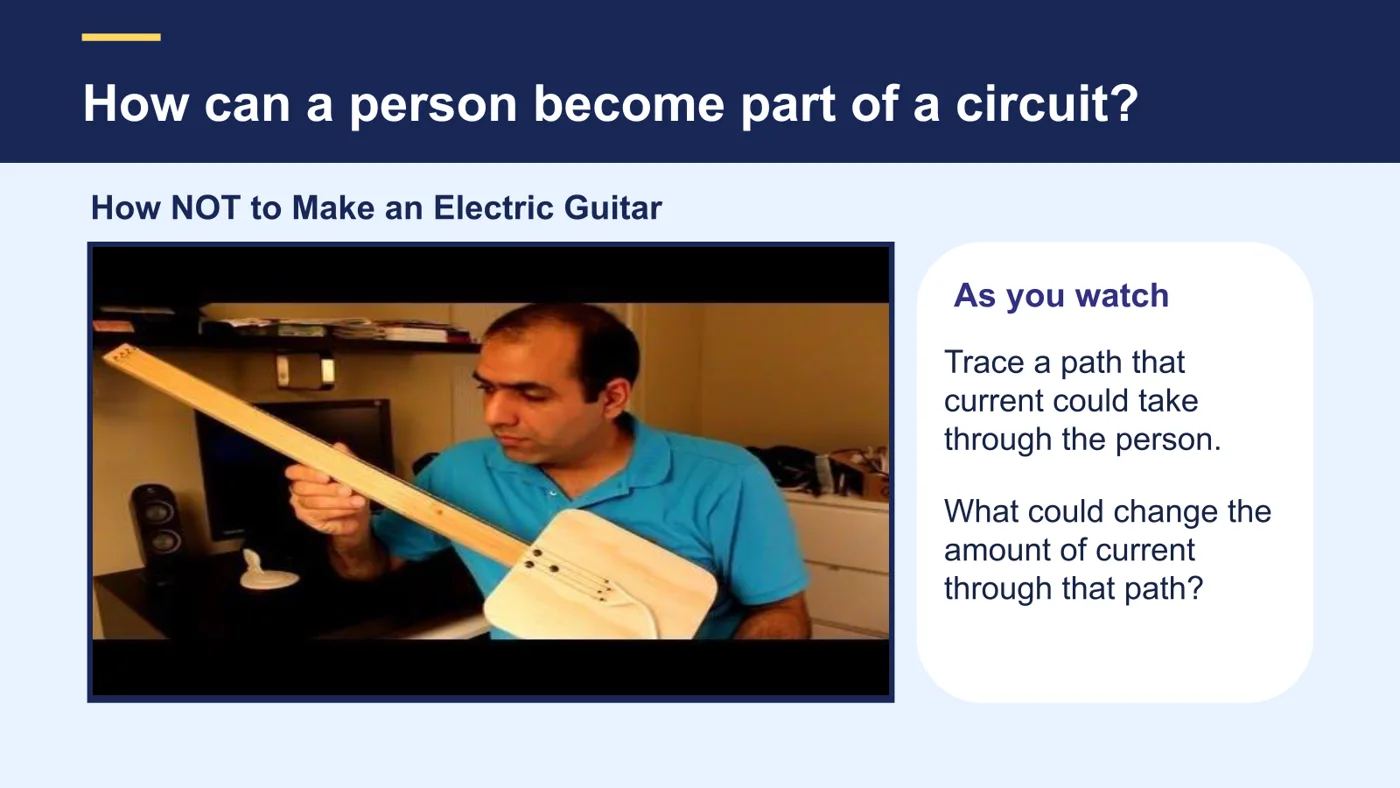 How can a person become part of a circuit?
How NOT to Make an Electric Guitar
As you watch
Trace a path that
current could take
through the person.
What could change the
amount of current
through that path?